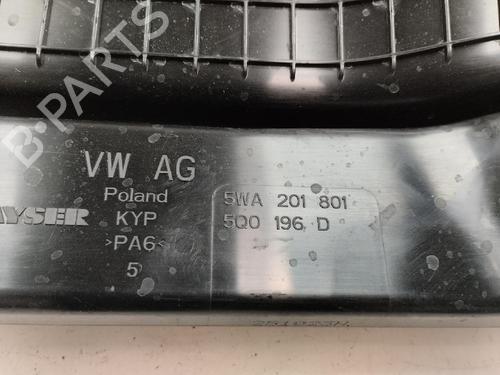 B-PARTS
VW AG
Poland
KYP
>PA6<
5
5WA 201 801
5Q0 196 D